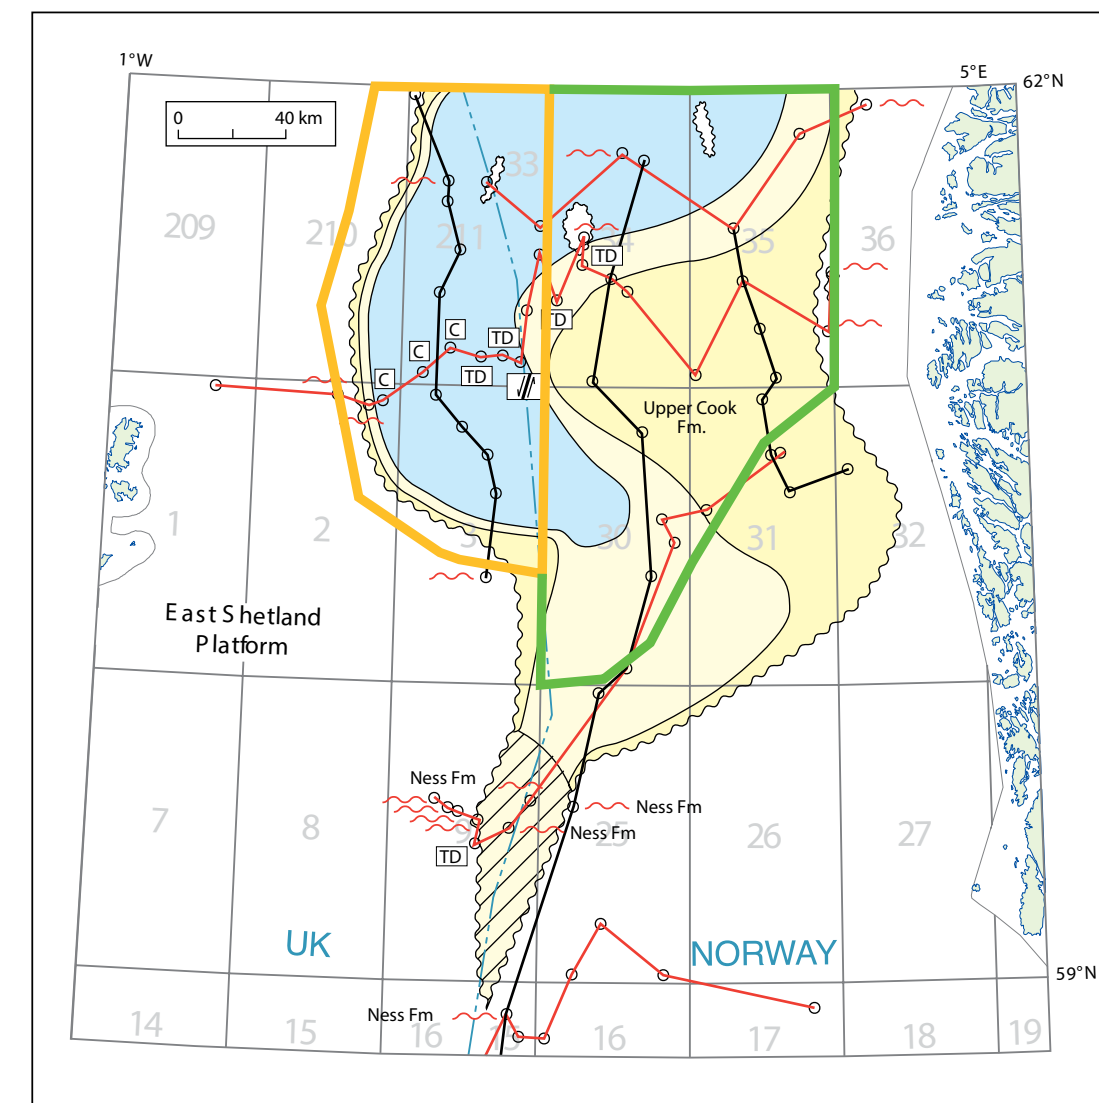 1°W
5°E
62°N
0
40 km
33
209
210
211
34
35
36
TD
D
C
TD
C
TD
C
Upper Cook
Fm.
1
2
3
30
31
32
East Shetland
Platform
Ness Fm
Ness Fm
Ness Fm
7
8
9
25
26
27
TD
UK
NORWAY
59°N
Ness Fm
14
15
16
15
16
17
18
19